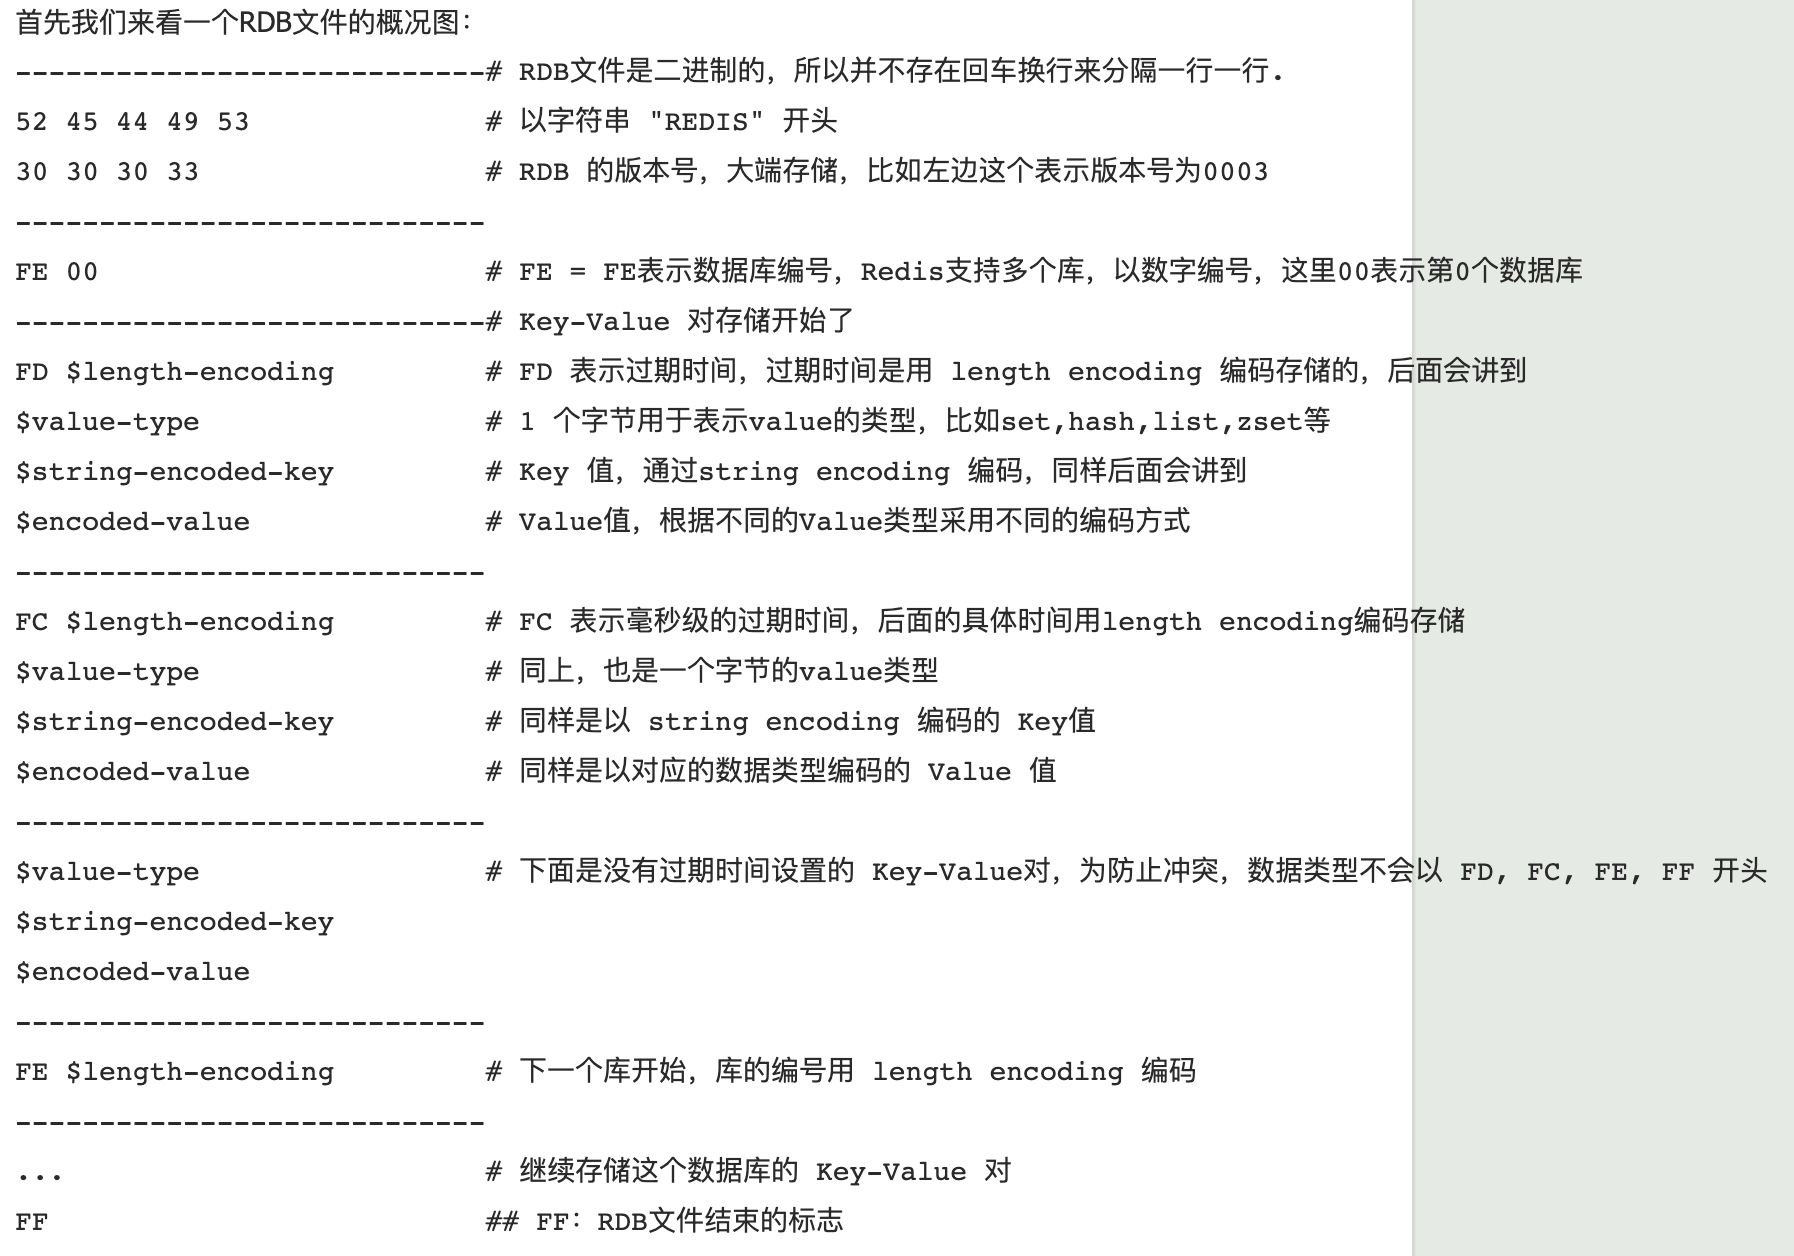 首先我们来看一个RDB文件的概况图：
----------------------------# RDB文件是二进制的，所以并不存在回车换行来分隔一行一行.
52 45 44 49 53              # 以字符串 "REDIS" 开头
30 30 30 33                 # RDB 的版本号，大端存储，比如左边这个表示版本号为0003
----------------------------
FE 00                       # FE = FE表示数据库编号，Redis支持多个库，以数字编号，这里00表示第0个数据库
----------------------------# Key-Value 对存储开始了
FD $length-encoding         # FD 表示过期时间，过期时间是用 length encoding 编码存储的，后面会讲到
$value-type                 # 1 个字节用于表示value的类型，比如set,hash,list,zset等
$string-encoded-key         # Key 值，通过string encoding 编码，同样后面会讲到
$encoded-value              # Value值，根据不同的Value类型采用不同的编码方式
----------------------------
FC $length-encoding         # FC 表示毫秒级的过期时间，后面的具体时间用length encoding编码存储
$value-type                 # 同上，也是一个字节的value类型
$string-encoded-key         # 同样是以 string encoding 编码的 Key值
$encoded-value              # 同样是以对应的数据类型编码的 Value 值
----------------------------
$value-type                 # 下面是没有过期时间设置的 Key-Value对，为防止冲突，数据类型不会以 FD, FC, FE, FF 开头
$string-encoded-key
$encoded-value
----------------------------
FE $length-encoding         # 下一个库开始，库的编号用 length encoding 编码
----------------------------
...                         # 继续存储这个数据库的 Key-Value 对
FF                          ## FF：RDB文件结束的标志